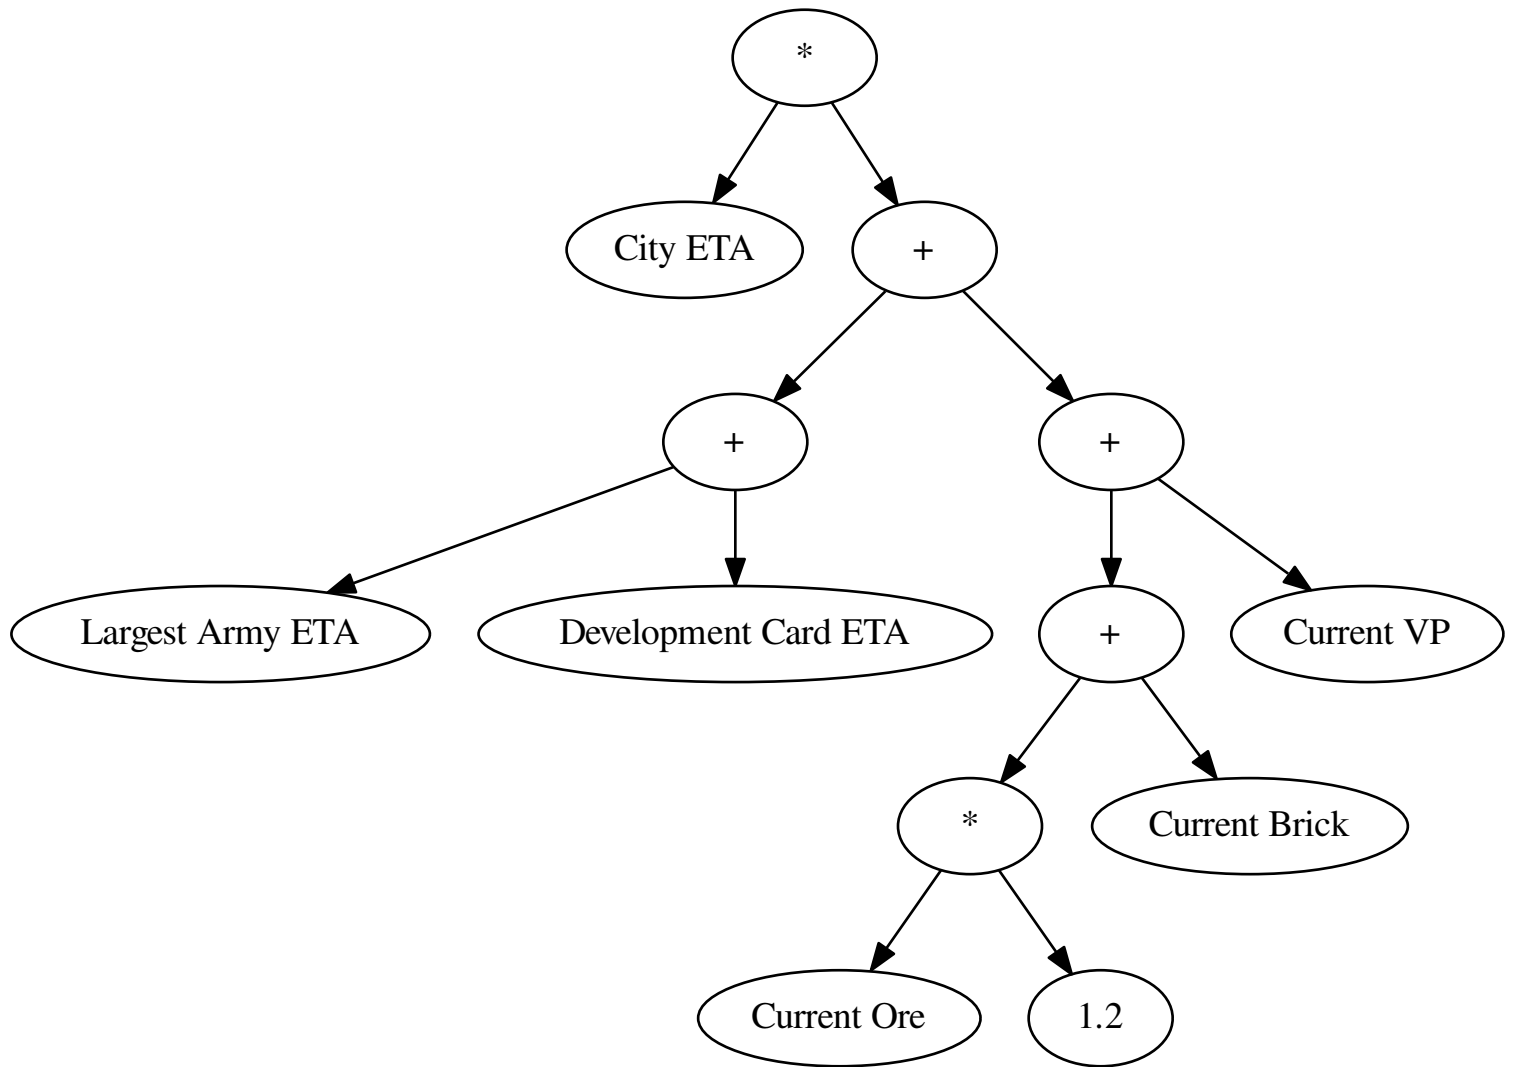 *
City ETA
+
+
+
Largest Army ETA
Development Card ETA
+
Current VP
*
Current Brick
Current Ore
1.2